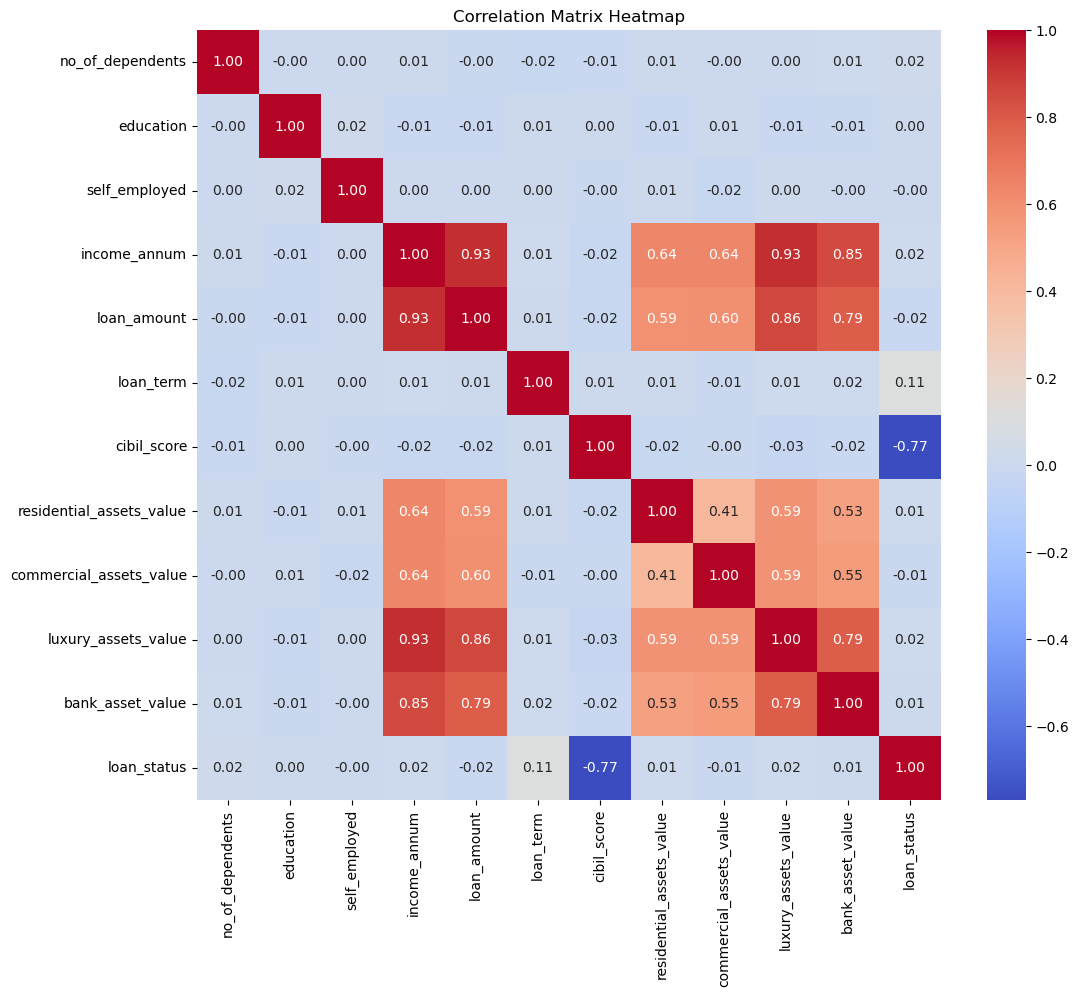 Correlation Matrix Heatmap
no_of_dependents 1.00 -0.00 0.00 0.01 -0.00 -0.02 -0.01 0.01 -0.00 0.00 0.01 0.02
education -0.00 1.00 0.02 -0.01 -0.01 0.01 0.00 -0.01 0.01 -0.01 -0.01 0.00
self_employed 0.00 0.02 1.00 0.00 0.00 0.00 -0.00 0.01 -0.02 0.00 -0.00 -0.00
income_annum 0.01 -0.01 0.00 1.00 0.93 0.01 -0.02 0.64 0.64 0.93 0.85 0.02
loan_amount -0.00 -0.01 0.00 0.93 1.00 0.01 -0.02 0.59 0.60 0.86 0.79 -0.02
loan_term -0.02 0.01 0.00 0.01 0.01 1.00 0.01 0.01 -0.01 0.01 0.02 0.11
cibil_score -0.01 0.00 -0.00 -0.02 -0.02 0.01 1.00 -0.02 -0.00 -0.03 -0.02 -0.77
residential_assets_value 0.01 -0.01 0.01 0.64 0.59 0.01 -0.02 1.00 0.41 0.59 0.53 0.01
commercial_assets_value -0.00 0.01 -0.02 0.64 0.60 -0.01 -0.00 0.41 1.00 0.59 0.55 -0.01
luxury_assets_value 0.00 -0.01 0.00 0.93 0.86 0.01 -0.03 0.59 0.59 1.00 0.79 0.02
bank_asset_value 0.01 -0.01 -0.00 0.85 0.79 0.02 -0.02 0.53 0.55 0.79 1.00 0.01
loan_status 0.02 0.00 -0.00 0.02 -0.02 0.11 -0.77 0.01 -0.01 0.02 0.01 1.00
no_of_dependents
education
self_employed
income_annum
loan_amount
loan_term
cibil_score
residential_assets_value
commercial_assets_value
luxury_assets_value
bank_asset_value
loan_status
1.0
0.8
0.6
0.4
0.2
0.0
-0.2
-0.4
-0.6